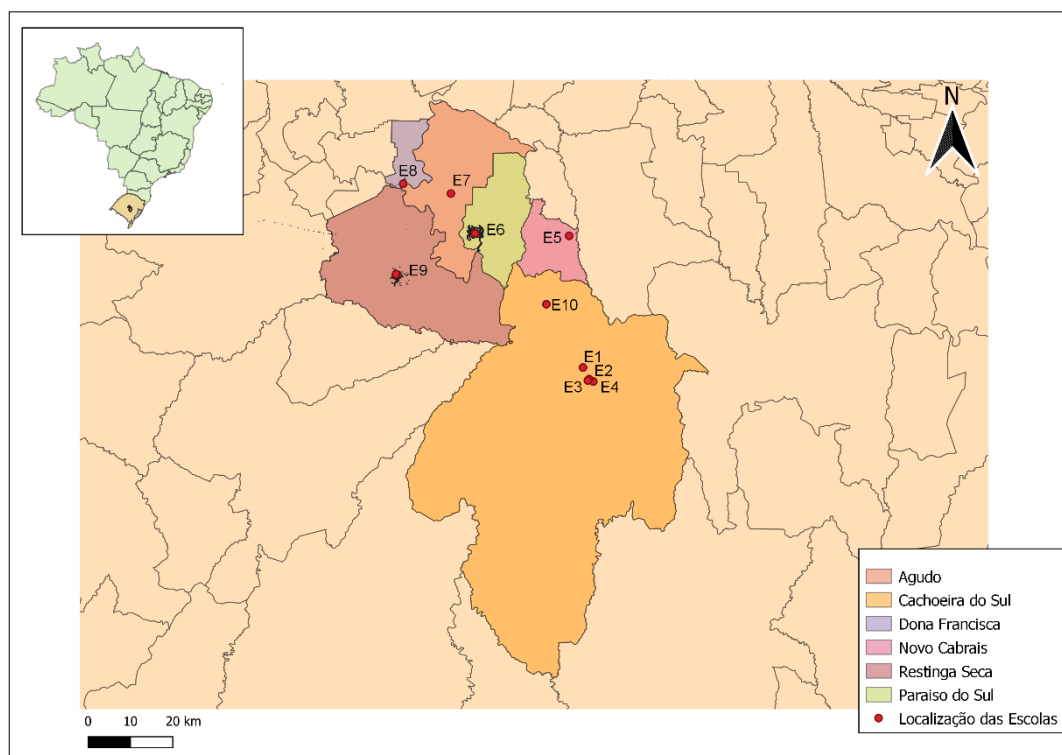 N
E8
E7
E6
E5
E9
E10
E1
E2
E3
E4
Agudo
Cachoeira do Sul
Dona Francisca
Novo Cabrais
Restinga Seca
Paraiso do Sul
Localização das Escolas
0 10 20 km